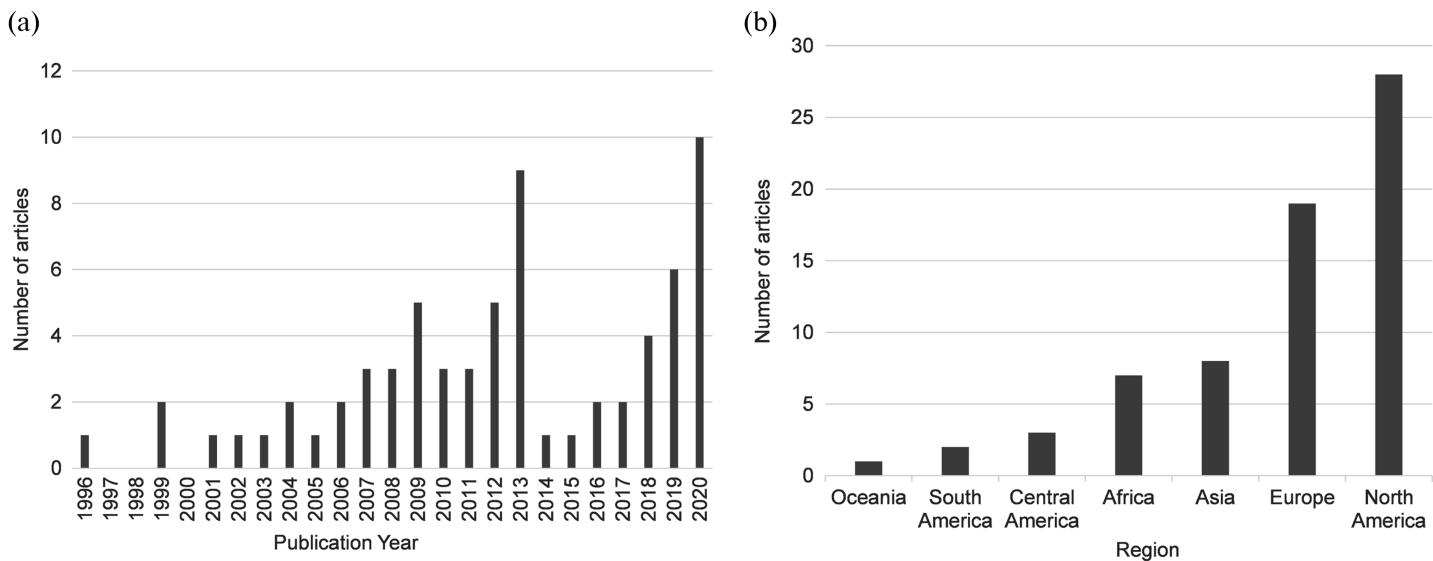 (a)
12
10
8
6
4
2
0
Number of articles
1996 1997 1998 1999 2000 2001 2002 2003 2004 2005 2006 2007 2008 2009 2010 2011 2012 2013 2014 2015 2016 2017 2018 2019 2020
Publication Year
(b)
30
25
20
15
10
5
0
Number of articles
Oceania South Central Africa Asia Europe North
America America America
Region